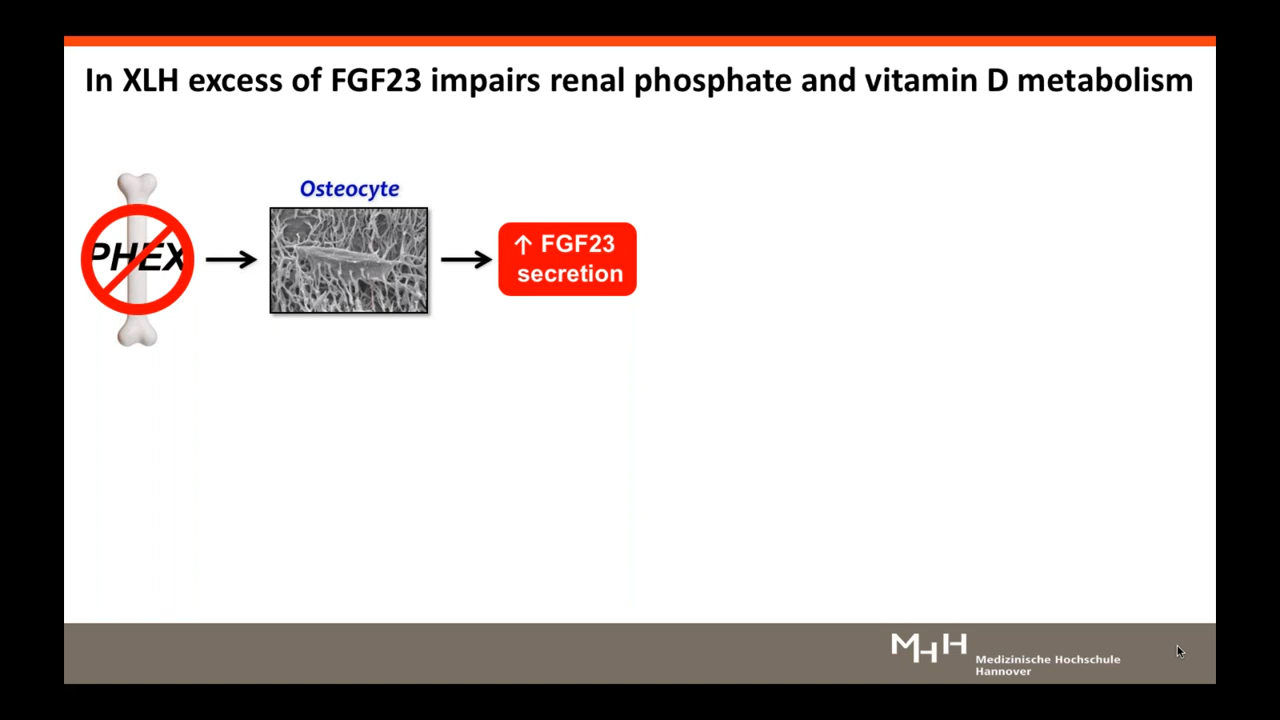 In XLH excess of FGF23 impairs renal phosphate and vitamin D metabolism
Osteocyte
PHEX
↑ FGF23
secretion
MHH
Medizinische Hochschule
Hannover